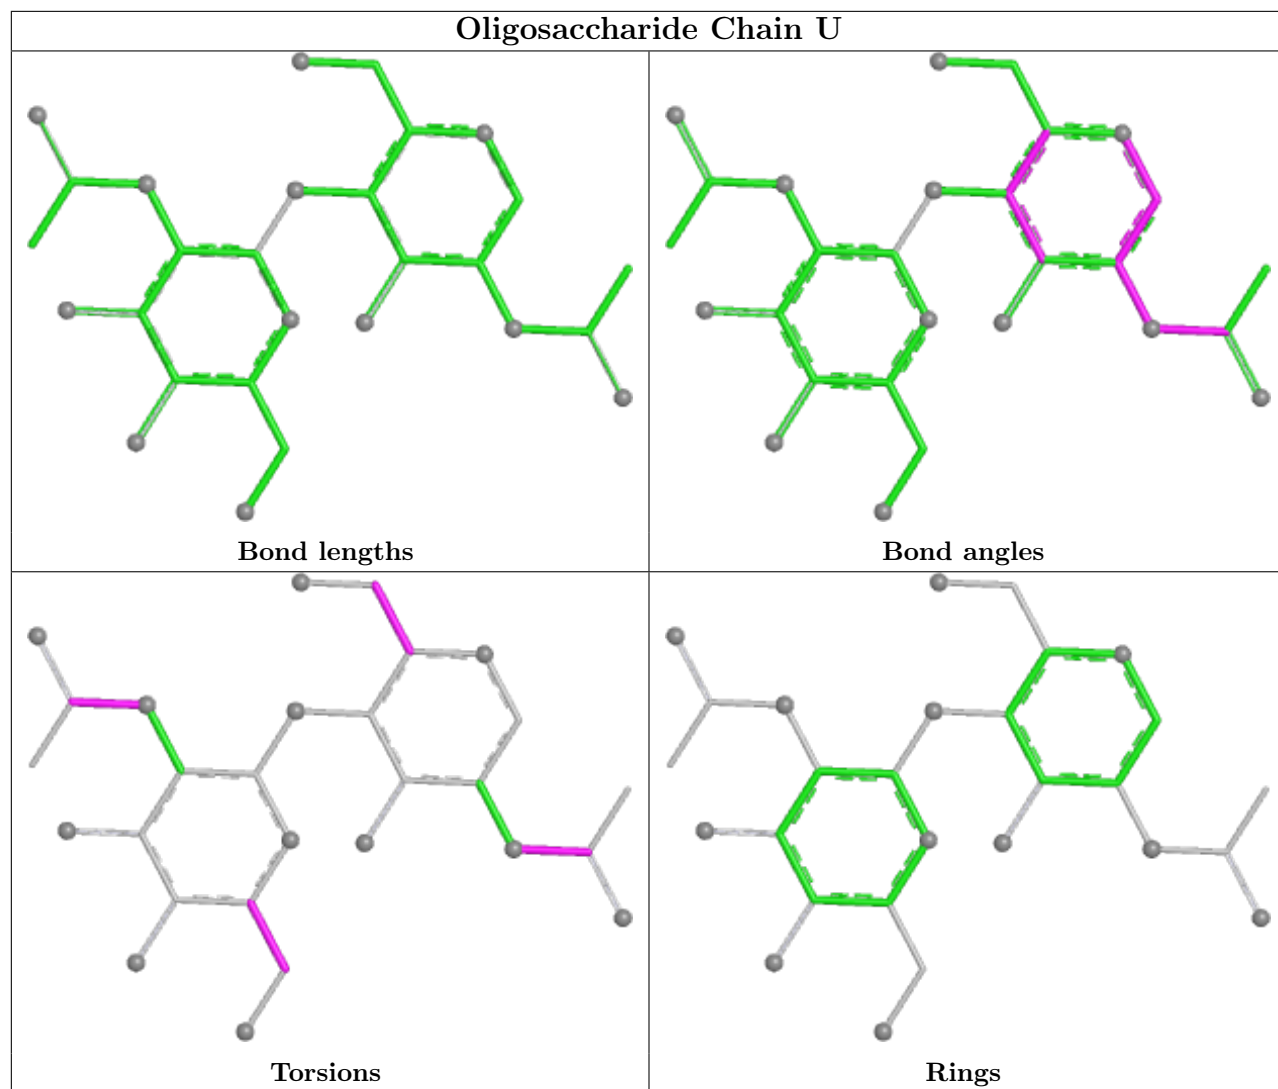 Oligosaccharide Chain U
Bond lengths
Bond angles
Torsions
Rings